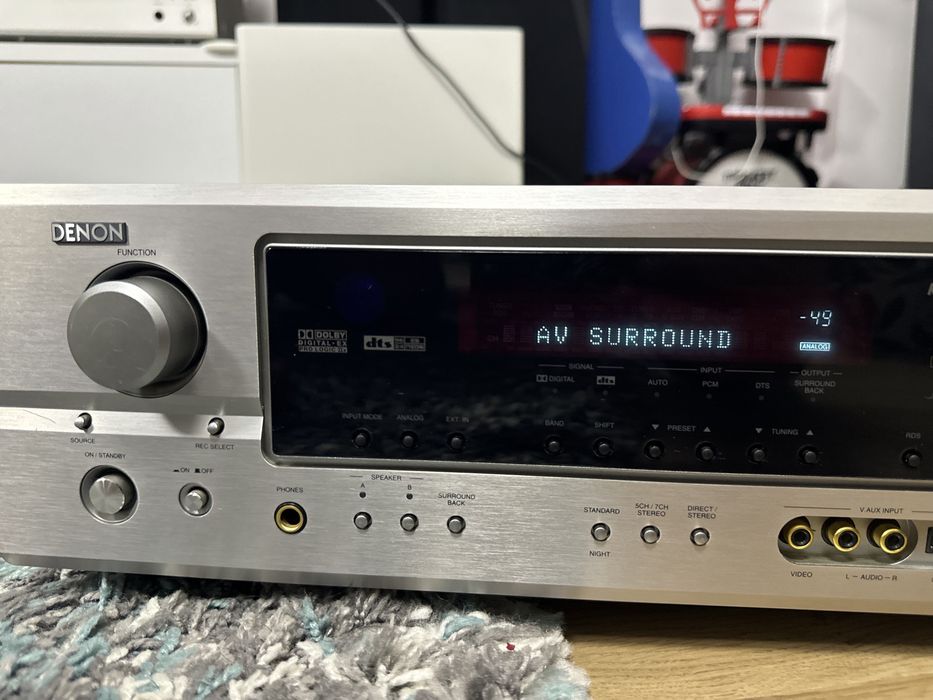 DENON
FUNCTION
-49
AV SURROUND
ANALOG
DOLBY
DIGITAL·EX
PRO LOGIC IIx
dts
SIGNAL
INPUT
OUTPUT
DIGITAL
dts
AUTO
PCM
DTS
SURROUND
BACK
INPUT MODE
ANALOG
EXT. IN
BAND
SHIFT
▼ PRESET ▲
▼ TUNING ▲
RDS
SOURCE
REC SELECT
ON / STANDBY
ON OFF
PHONES
SPEAKER
A
B
SURROUND
BACK
STANDARD
5CH / 7CH
STEREO
DIRECT /
STEREO
NIGHT
V. AUX INPUT
VIDEO
L — AUDIO — R